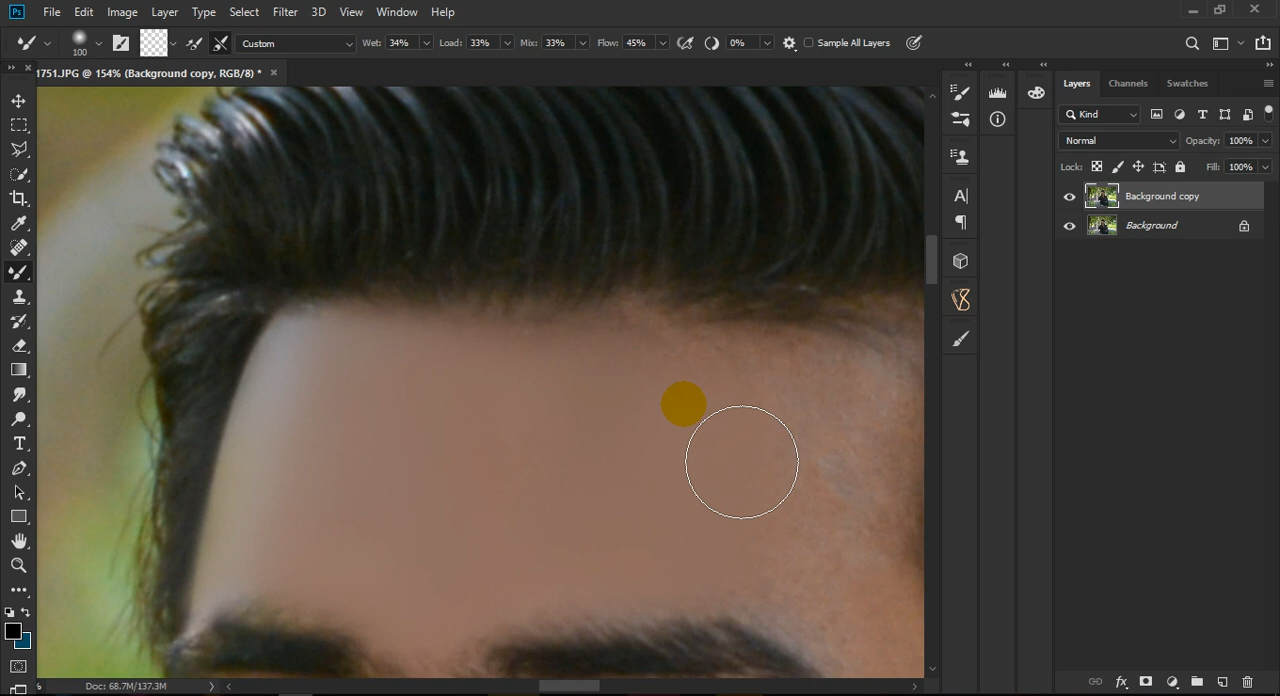 Ps File Edit Image Layer Type Select Filter 3D View Window Help
100 Custom Wet: 34% Load: 33% Mix: 33% Flow: 45% 0% Sample All Layers
1751.JPG @ 154% (Background copy, RGB/8) * ×
Layers Channels Swatches
Kind
Normal Opacity: 100%
Lock: Fill: 100%
Background copy
Background
% Doc: 68.7M/137.3M